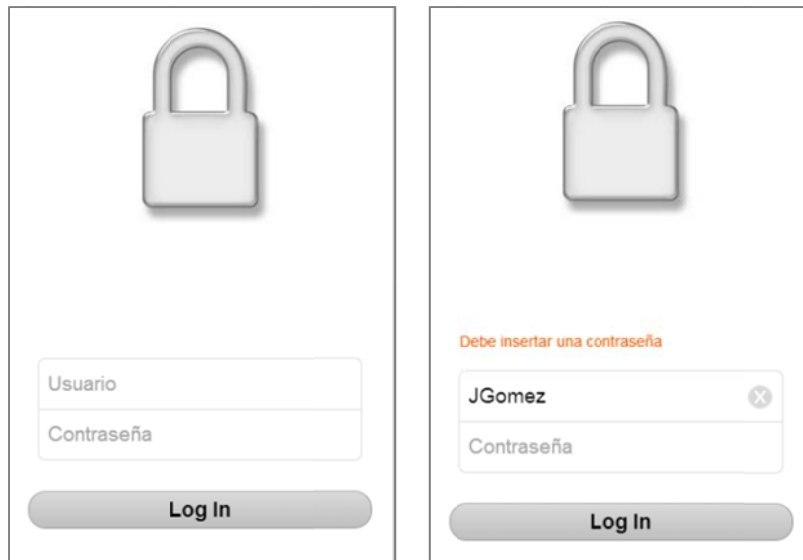 Usuario
Contraseña
Log In
Debe insertar una contraseña
JGomez
Contraseña
Log In